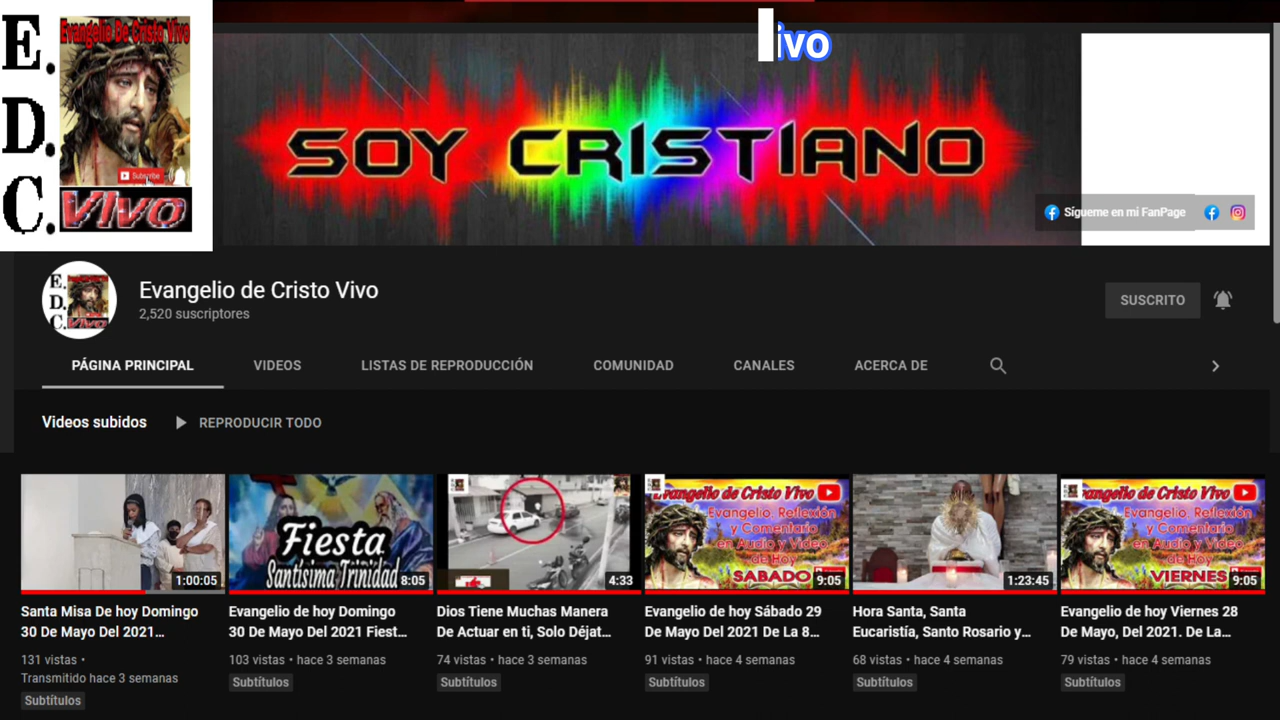 E.
D.
C.
Evangelio De Cristo Vivo
Subscribe
Vivo
ivo
SOY CRISTIANO
Sígueme en mi FanPage
E.
D.
C. Vivo
Evangelio de Cristo Vivo
2,520 suscriptores
SUSCRITO
PÁGINA PRINCIPAL VIDEOS LISTAS DE REPRODUCCIÓN COMUNIDAD CANALES ACERCA DE
Videos subidos REPRODUCIR TODO
1:00:05
Santa Misa De hoy Domingo
30 De Mayo Del 2021...
131 vistas •
Transmitido hace 3 semanas
Subtítulos
Fiesta
Santísima Trinidad
8:05
Evangelio de hoy Domingo
30 De Mayo Del 2021 Fiest...
103 vistas • hace 3 semanas
Subtítulos
4:33
Dios Tiene Muchas Manera
De Actuar en ti, Solo Déjat...
74 vistas • hace 3 semanas
Subtítulos
Evangelio de Cristo Vivo
Evangelio, Reflexión
y Comentario
en Audio y Video
de Hoy
SABADO
9:05
Evangelio de hoy Sábado 29
De Mayo Del 2021 De La 8...
91 vistas • hace 4 semanas
Subtítulos
1:23:45
Hora Santa, Santa
Eucaristía, Santo Rosario y...
68 vistas • hace 4 semanas
Subtítulos
Evangelio de Cristo Vivo
Evangelio, Reflexión
y Comentario
en Audio y Video
de Hoy
VIERNES
9:05
Evangelio de hoy Viernes 28
De Mayo, Del 2021. De La...
79 vistas • hace 4 semanas
Subtítulos